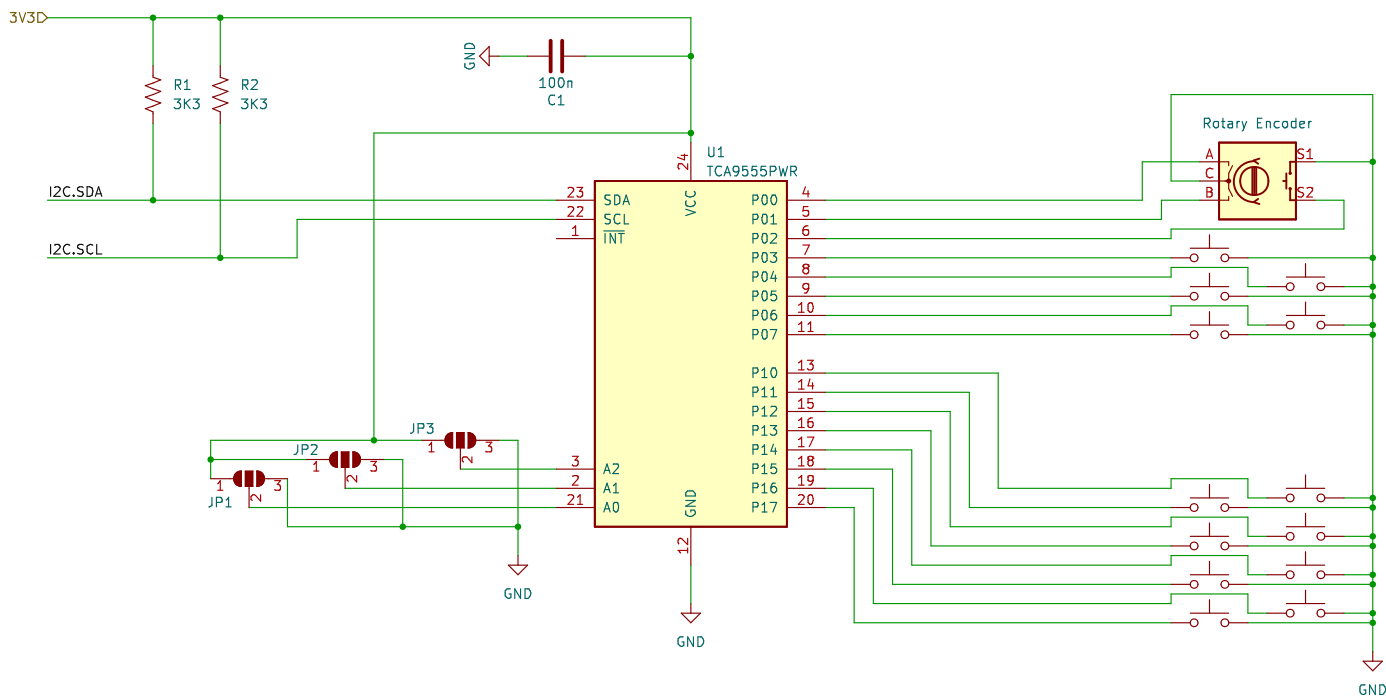 3V3D
GND
100n
C1
R1
3K3
R2
3K3
Rotary Encoder
A
C
B
S1
S2
U1
TCA9555PWR
24
VCC
I2C.SDA
I2C.SCL
23 SDA
22 SCL
1 INT
P00 4
P01 5
P02 6
P03 7
P04 8
P05 9
P06 10
P07 11
P10 13
P11 14
P12 15
P13 16
P14 17
P15 18
P16 19
P17 20
JP3
1 2 3
JP2
1 2 3
JP1
1 2 3
3 A2
2 A1
21 A0
GND
12
GND
GND
GND